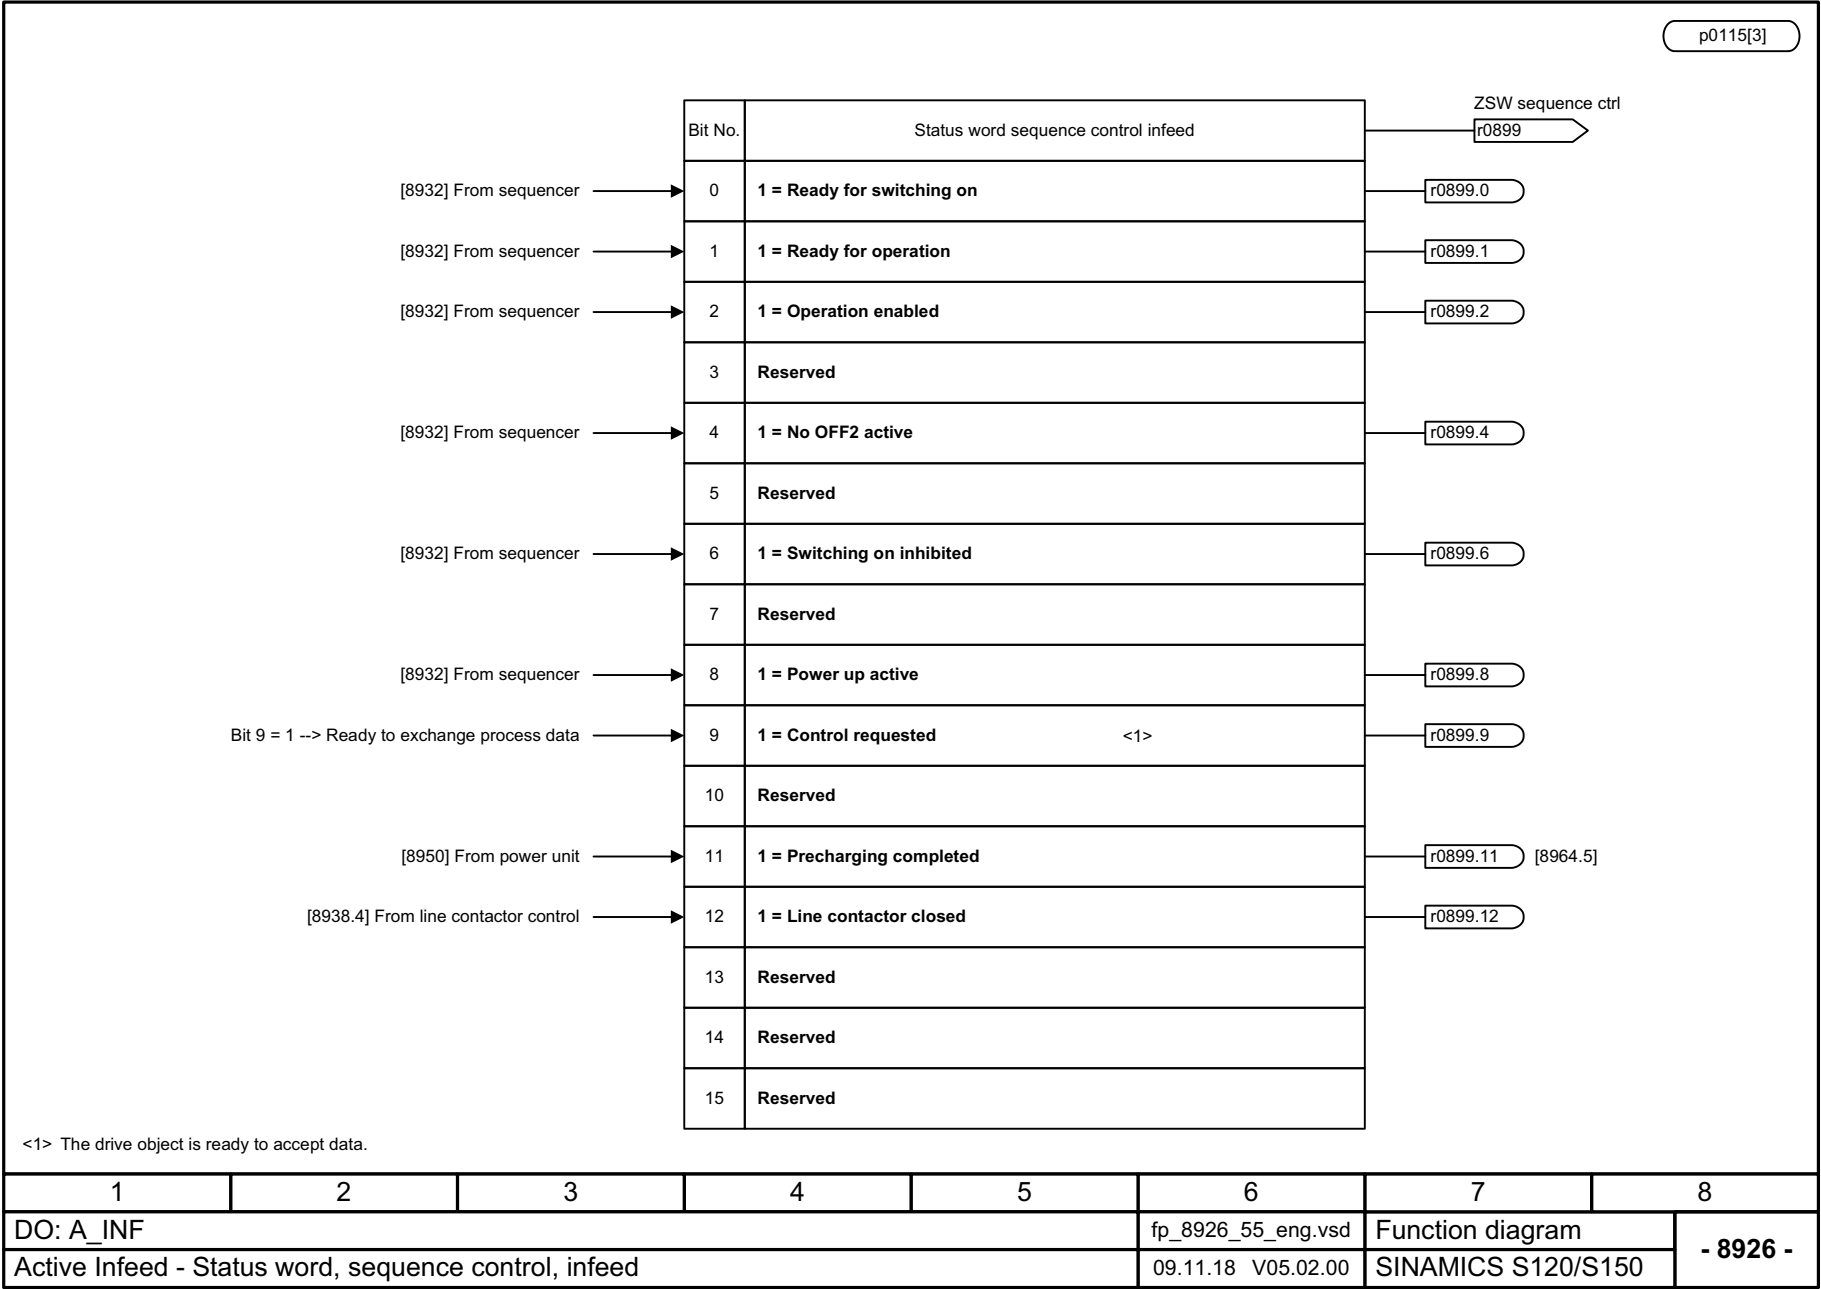 p0115[3]
ZSW sequence ctrl
Bit No. Status word sequence control infeed r0899
[8932] From sequencer 0 1 = Ready for switching on r0899.0
[8932] From sequencer 1 1 = Ready for operation r0899.1
[8932] From sequencer 2 1 = Operation enabled r0899.2
3 Reserved
[8932] From sequencer 4 1 = No OFF2 active r0899.4
5 Reserved
[8932] From sequencer 6 1 = Switching on inhibited r0899.6
7 Reserved
[8932] From sequencer 8 1 = Power up active r0899.8
Bit 9 = 1 --> Ready to exchange process data 9 1 = Control requested <1> r0899.9
10 Reserved
[8950] From power unit 11 1 = Precharging completed r0899.11 [8964.5]
[8938.4] From line contactor control 12 1 = Line contactor closed r0899.12
13 Reserved
14 Reserved
15 Reserved
<1> The drive object is ready to accept data.
1 2 3 4 5 6 7 8
DO: A_INF fp_8926_55_eng.vsd Function diagram - 8926 -
Active Infeed - Status word, sequence control, infeed 09.11.18 V05.02.00 SINAMICS S120/S150